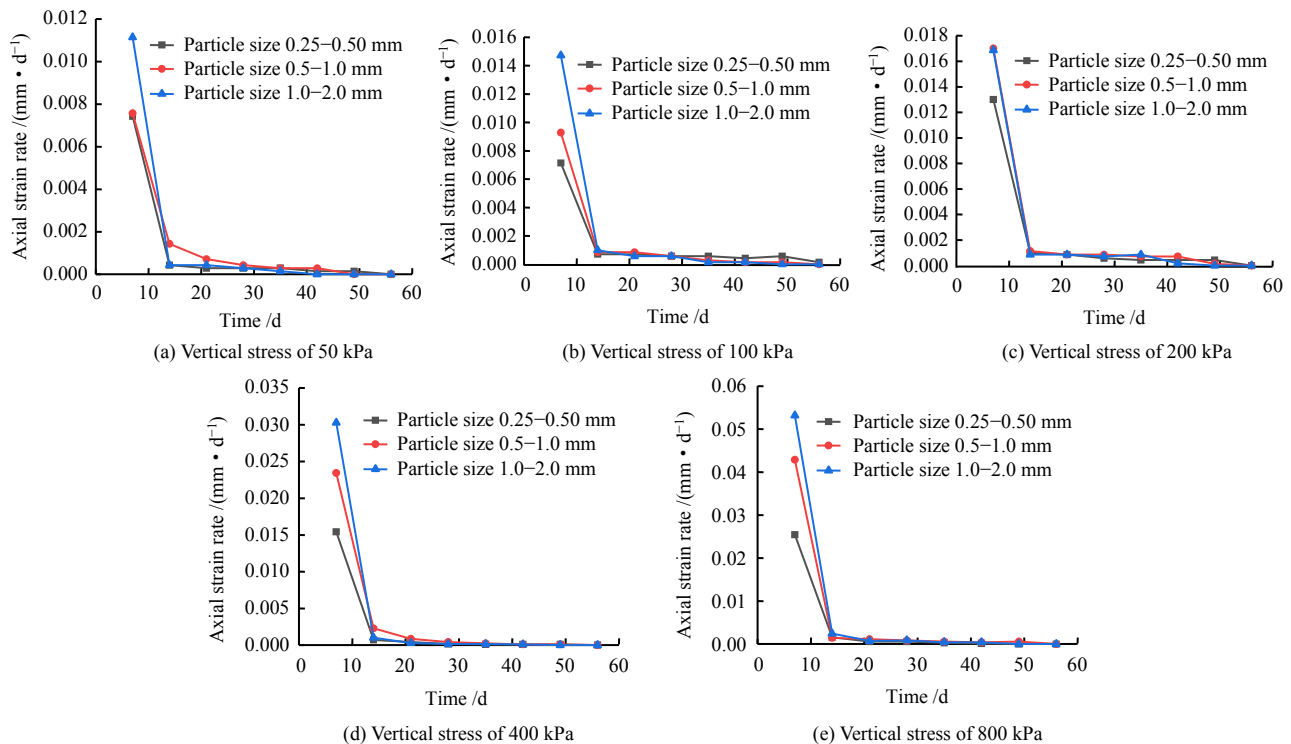 0.012
0.010
0.008
0.006
0.004
0.002
0.000
Axial strain rate /(mm • d⁻¹)
Particle size 0.25−0.50 mm
Particle size 0.5−1.0 mm
Particle size 1.0−2.0 mm
0 10 20 30 40 50 60
Time /d
(a) Vertical stress of 50 kPa
0.016
0.014
0.012
0.010
0.008
0.006
0.004
0.002
0.000
Axial strain rate /(mm • d⁻¹)
Particle size 0.25−0.50 mm
Particle size 0.5−1.0 mm
Particle size 1.0−2.0 mm
0 10 20 30 40 50 60
Time /d
(b) Vertical stress of 100 kPa
0.018
0.016
0.014
0.012
0.010
0.008
0.006
0.004
0.002
0.000
Axial strain rate /(mm • d⁻¹)
Particle size 0.25−0.50 mm
Particle size 0.5−1.0 mm
Particle size 1.0−2.0 mm
0 10 20 30 40 50 60
Time /d
(c) Vertical stress of 200 kPa
0.035
0.030
0.025
0.020
0.015
0.010
0.005
0.000
Axial strain rate /(mm • d⁻¹)
Particle size 0.25−0.50 mm
Particle size 0.5−1.0 mm
Particle size 1.0−2.0 mm
0 10 20 30 40 50 60
Time /d
(d) Vertical stress of 400 kPa
0.06
0.05
0.04
0.03
0.02
0.01
0.00
Axial strain rate /(mm • d⁻¹)
Particle size 0.25−0.50 mm
Particle size 0.5−1.0 mm
Particle size 1.0−2.0 mm
0 10 20 30 40 50 60
Time /d
(e) Vertical stress of 800 kPa